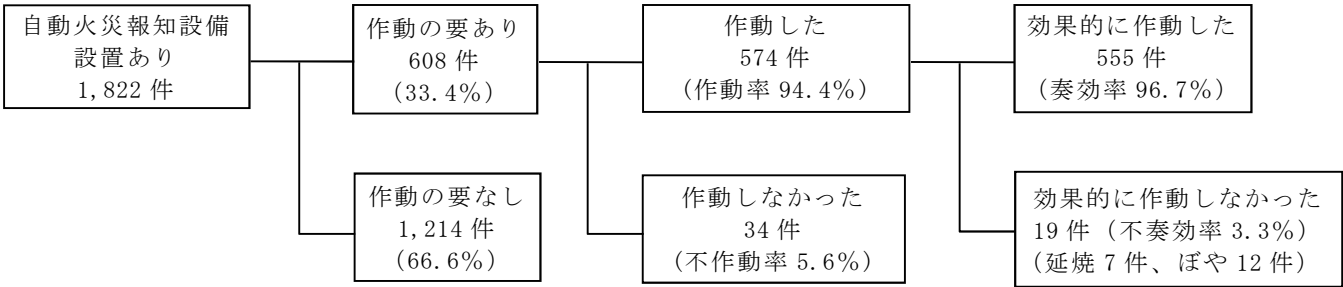 自動火災報知設備
設置あり
1,822 件
作動の要あり
608 件
(33.4%)
作動の要なし
1,214 件
(66.6%)
作動した
574 件
(作動率 94.4%)
作動しなかった
34 件
(不作動率 5.6%)
効果的に作動した
555 件
(奏効率 96.7%)
効果的に作動しなかった
19 件（不奏効率 3.3%）
(延焼 7 件、ぼや 12 件)